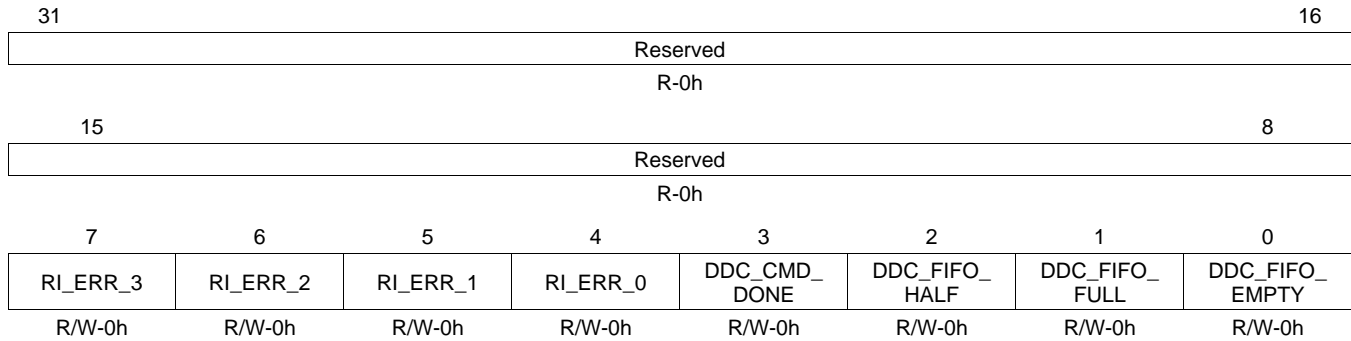 31 16
Reserved
R-0h
15 8
Reserved
R-0h
7 6 5 4 3 2 1 0
RI_ERR_3 RI_ERR_2 RI_ERR_1 RI_ERR_0 DDC_CMD_ DDC_FIFO_ DDC_FIFO_ DDC_FIFO_
DONE HALF FULL EMPTY
R/W-0h R/W-0h R/W-0h R/W-0h R/W-0h R/W-0h R/W-0h R/W-0h